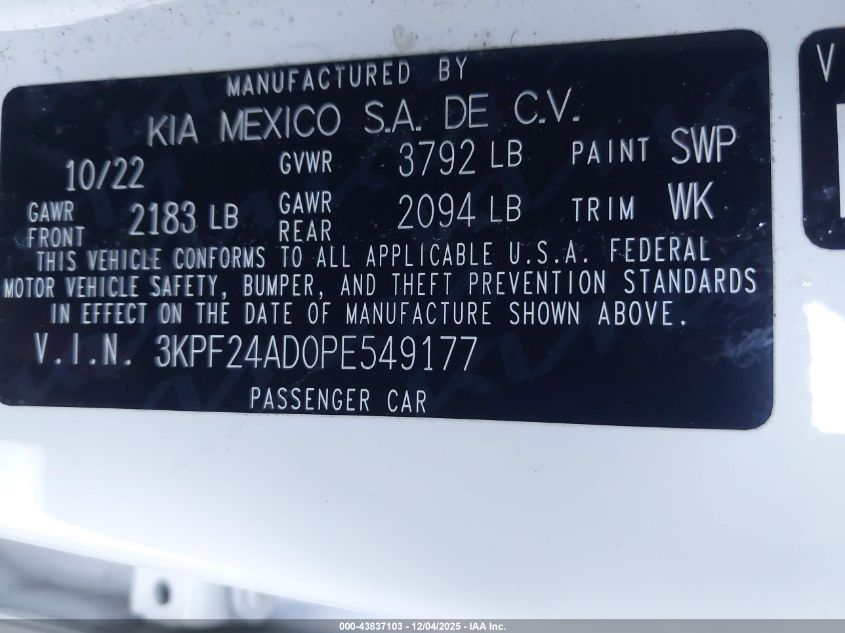 MANUFACTURED BY
KIA MEXICO S.A. DE C.V.
10/22 GVWR 3792 LB PAINT SWP
GAWR FRONT 2183 LB GAWR REAR 2094 LB TRIM WK
THIS VEHICLE CONFORMS TO ALL APPLICABLE U.S.A. FEDERAL
MOTOR VEHICLE SAFETY, BUMPER, AND THEFT PREVENTION STANDARDS
IN EFFECT ON THE DATE OF MANUFACTURE SHOWN ABOVE.
V.I.N. 3KPF24AD0PE549177
PASSENGER CAR
V
000-43837103 - 12/04/2025 - IAA Inc.